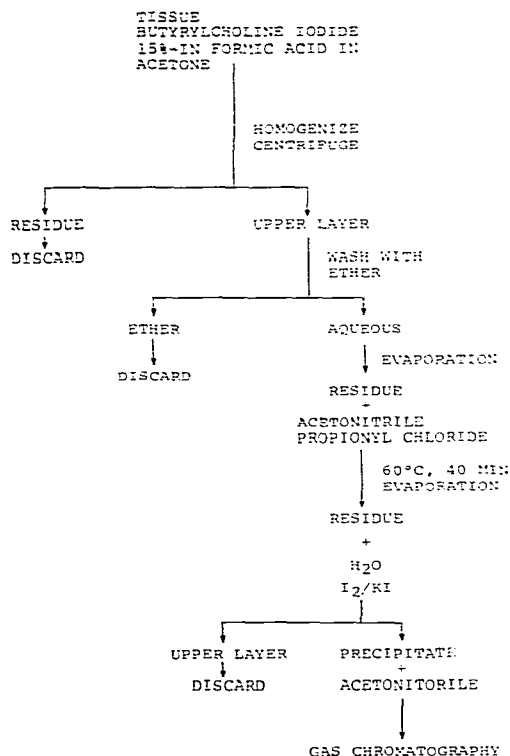 TISSUE
BUTYRYLCHOLINE IODIDE
15%-IN FORMIC ACID IN
ACETONE
HOMOGENIZE
CENTRIFUGE
RESIDUE
UPPER LAYER
DISCARD
WASH WITH
ETHER
ETHER
AQUEOUS
DISCARD
EVAPORATION
RESIDUE
+
ACETONITRILE
PROPIONYL CHLORIDE
60°C, 40 MIN
EVAPORATION
RESIDUE
+
H2O
I2/KI
UPPER LAYER
PRECIPITATE
+
DISCARD
ACETONITORILE
GAS CHROMATOGRAPHY